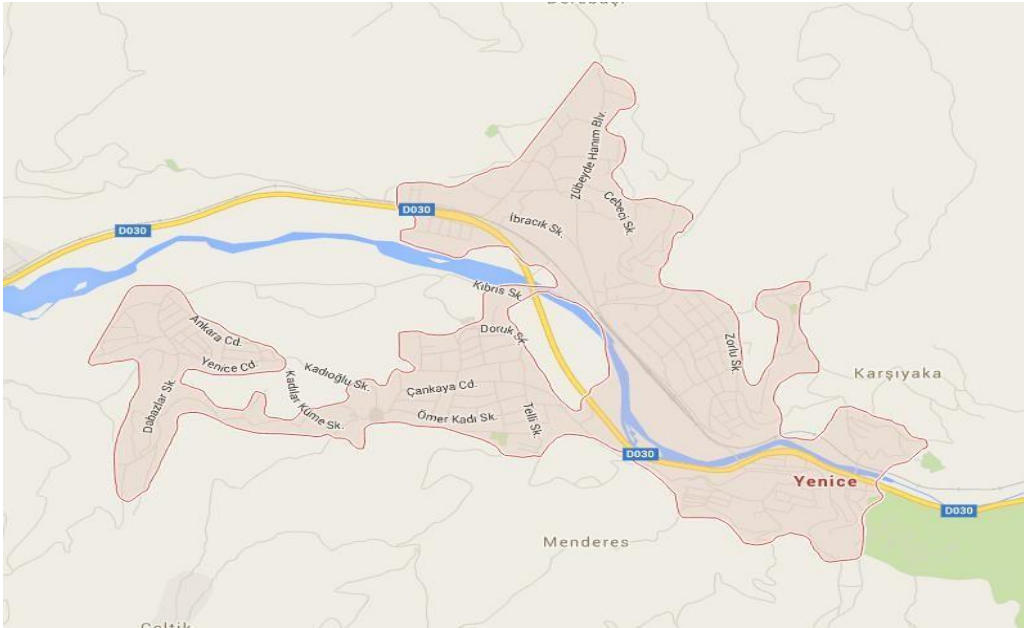 Zübeyde Hanım Blv.
Cebeci Sk.
D030
İbracık Sk.
D030
Kıbrıs Sk.
Ankara Cd.
Doruk Sk.
Zorlu Sk.
Yenice Cd.
Kadıoğlu Sk.
Karşıyaka
Çankaya Cd.
Dabazlar Sk.
Kadılar Küme Sk.
Ömer Kadı Sk.
Telli Sk.
D030
Yenice
D030
Menderes